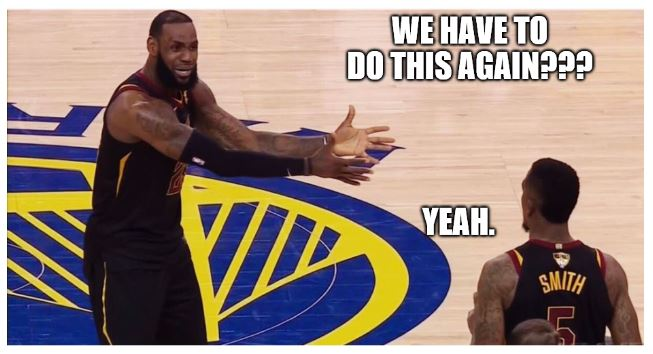 WE HAVE TO
DO THIS AGAIN???
YEAH.
SMITH
5